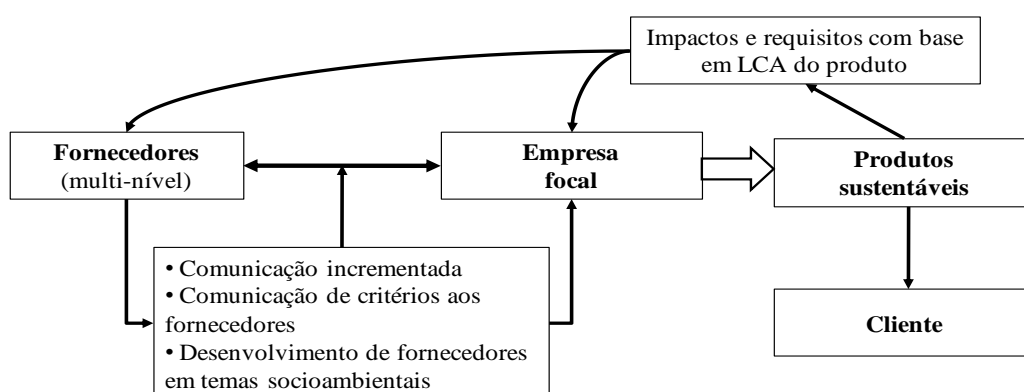 Impactos e requisitos com base
em LCA do produto
Fornecedores
(multi-nível)
Empresa
focal
Produtos
sustentáveis
• Comunicação incrementada
• Comunicação de critérios aos
fornecedores
• Desenvolvimento de fornecedores
em temas socioambientais
Cliente